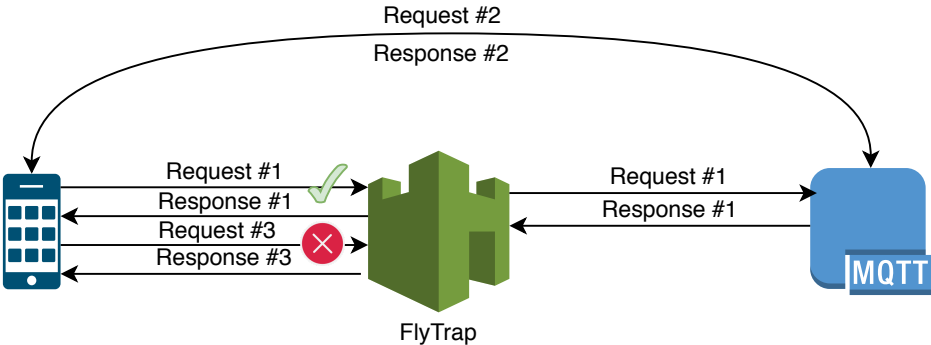 Request #2
Response #2
Request #1
Response #1
Request #3
Response #3
Request #1
Response #1
MQTT
FlyTrap